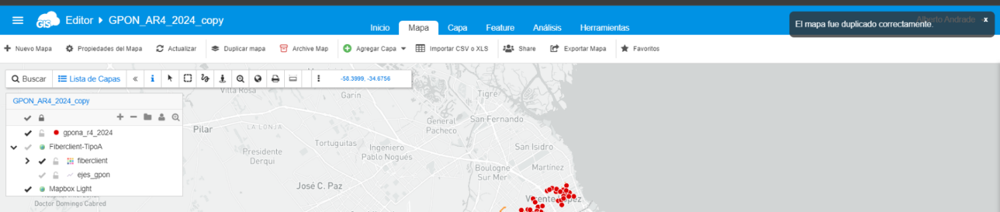 GIS Editor GPON_AR4_2024_copy
Inicio Mapa Capa Feature Análisis Herramientas
Alberto Andrade
El mapa fue duplicado correctamente. x
Nuevo Mapa Propiedades del Mapa Actualizar Duplicar mapa Archive Map Agregar Capa Importar CSV o XLS Share Exportar Mapa Favoritos
Buscar Lista de Capas « i -58.3999, -34.6756
GPON_AR4_2024_copy
gpona_r4_2024
Fiberclient-TipoA
fiberclient
ejes_gpon
Mapbox Light
Villa Rosa
Garín
Tigre
Pilar
LA LONJA
General
Pacheco
San Fernando
Tortuguitas
Presidente
Derqui
Ingeniero
Pablo Nogués
San Isidro
Boulogne
Sur Mer
Martínez
José C. Paz
Vicente López
Doctor Domingo Cabred